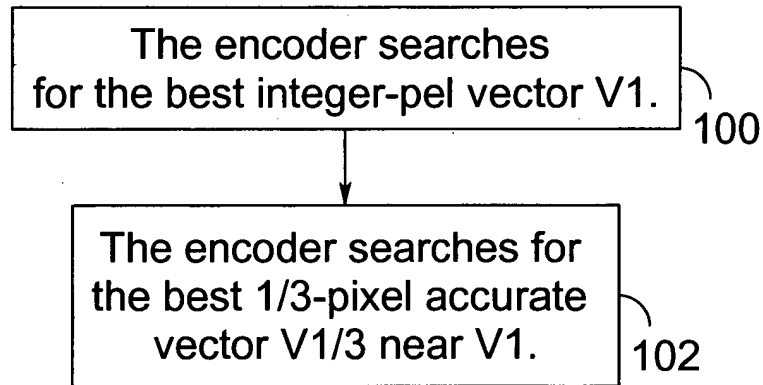 The encoder searches
for the best integer-pel vector V1.
100
The encoder searches for
the best 1/3-pixel accurate
vector V1/3 near V1.
102